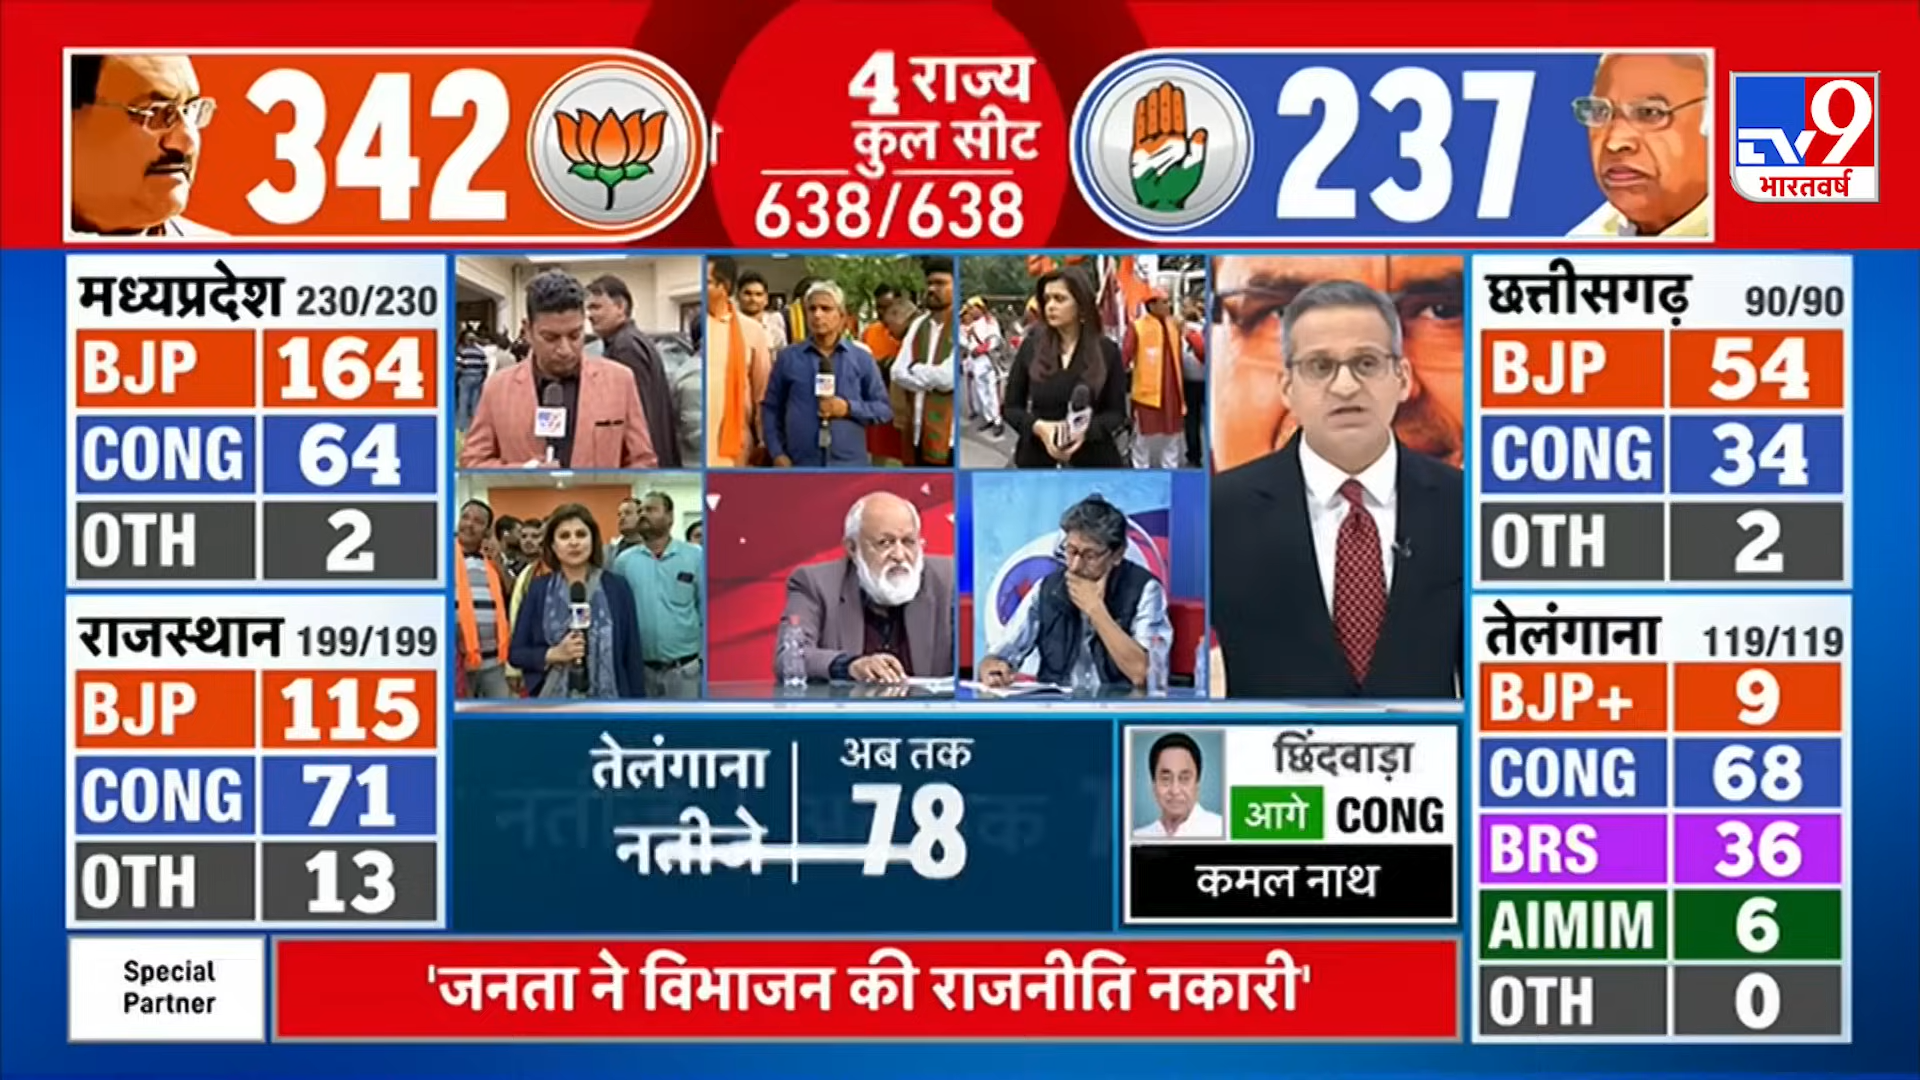 342
4 राज्य
कुल सीट
638/638
237
TV9
भारतवर्ष
मध्यप्रदेश 230/230
BJP 164
CONG 64
OTH 2
राजस्थान 199/199
BJP 115
CONG 71
OTH 13
छत्तीसगढ़ 90/90
BJP 54
CONG 34
OTH 2
तेलंगाना 119/119
BJP+ 9
CONG 68
BRS 36
AIMIM 6
OTH 0
तेलंगाना
नतीजे
अब तक
78
छिंदवाड़ा
आगे CONG
कमल नाथ
Special
Partner
'जनता ने विभाजन की राजनीति नकारी'